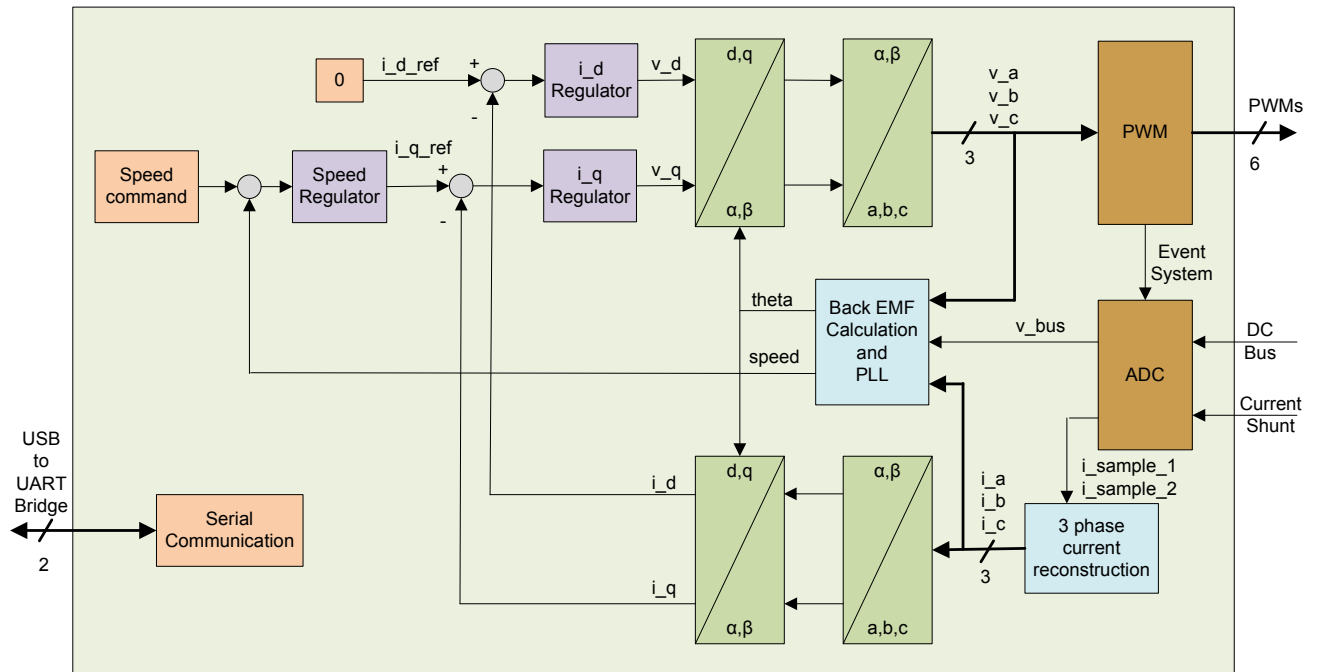 0
i_d_ref
+
-
i_d
Regulator
v_d
d,q
α,β
α,β
a,b,c
v_a
v_b
v_c
3
PWM
PWMs
6
Speed
command
Speed
Regulator
i_q_ref
+
-
i_q
Regulator
v_q
Event
System
theta
speed
Back EMF
Calculation
and
PLL
v_bus
ADC
DC
Bus
Current
Shunt
i_sample_1
i_sample_2
USB
to
UART
Bridge
2
Serial
Communication
i_d
i_q
d,q
α,β
α,β
a,b,c
i_a
i_b
i_c
3
3 phase
current
reconstruction